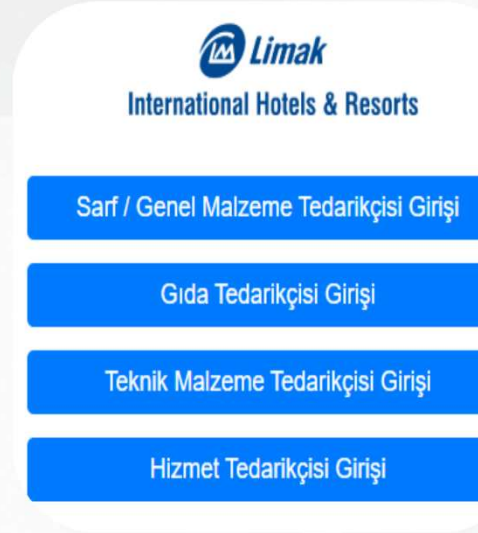 LM Limak
International Hotels & Resorts
Sarf / Genel Malzeme Tedarikçisi Girişi
Gıda Tedarikçisi Girişi
Teknik Malzeme Tedarikçisi Girişi
Hizmet Tedarikçisi Girişi